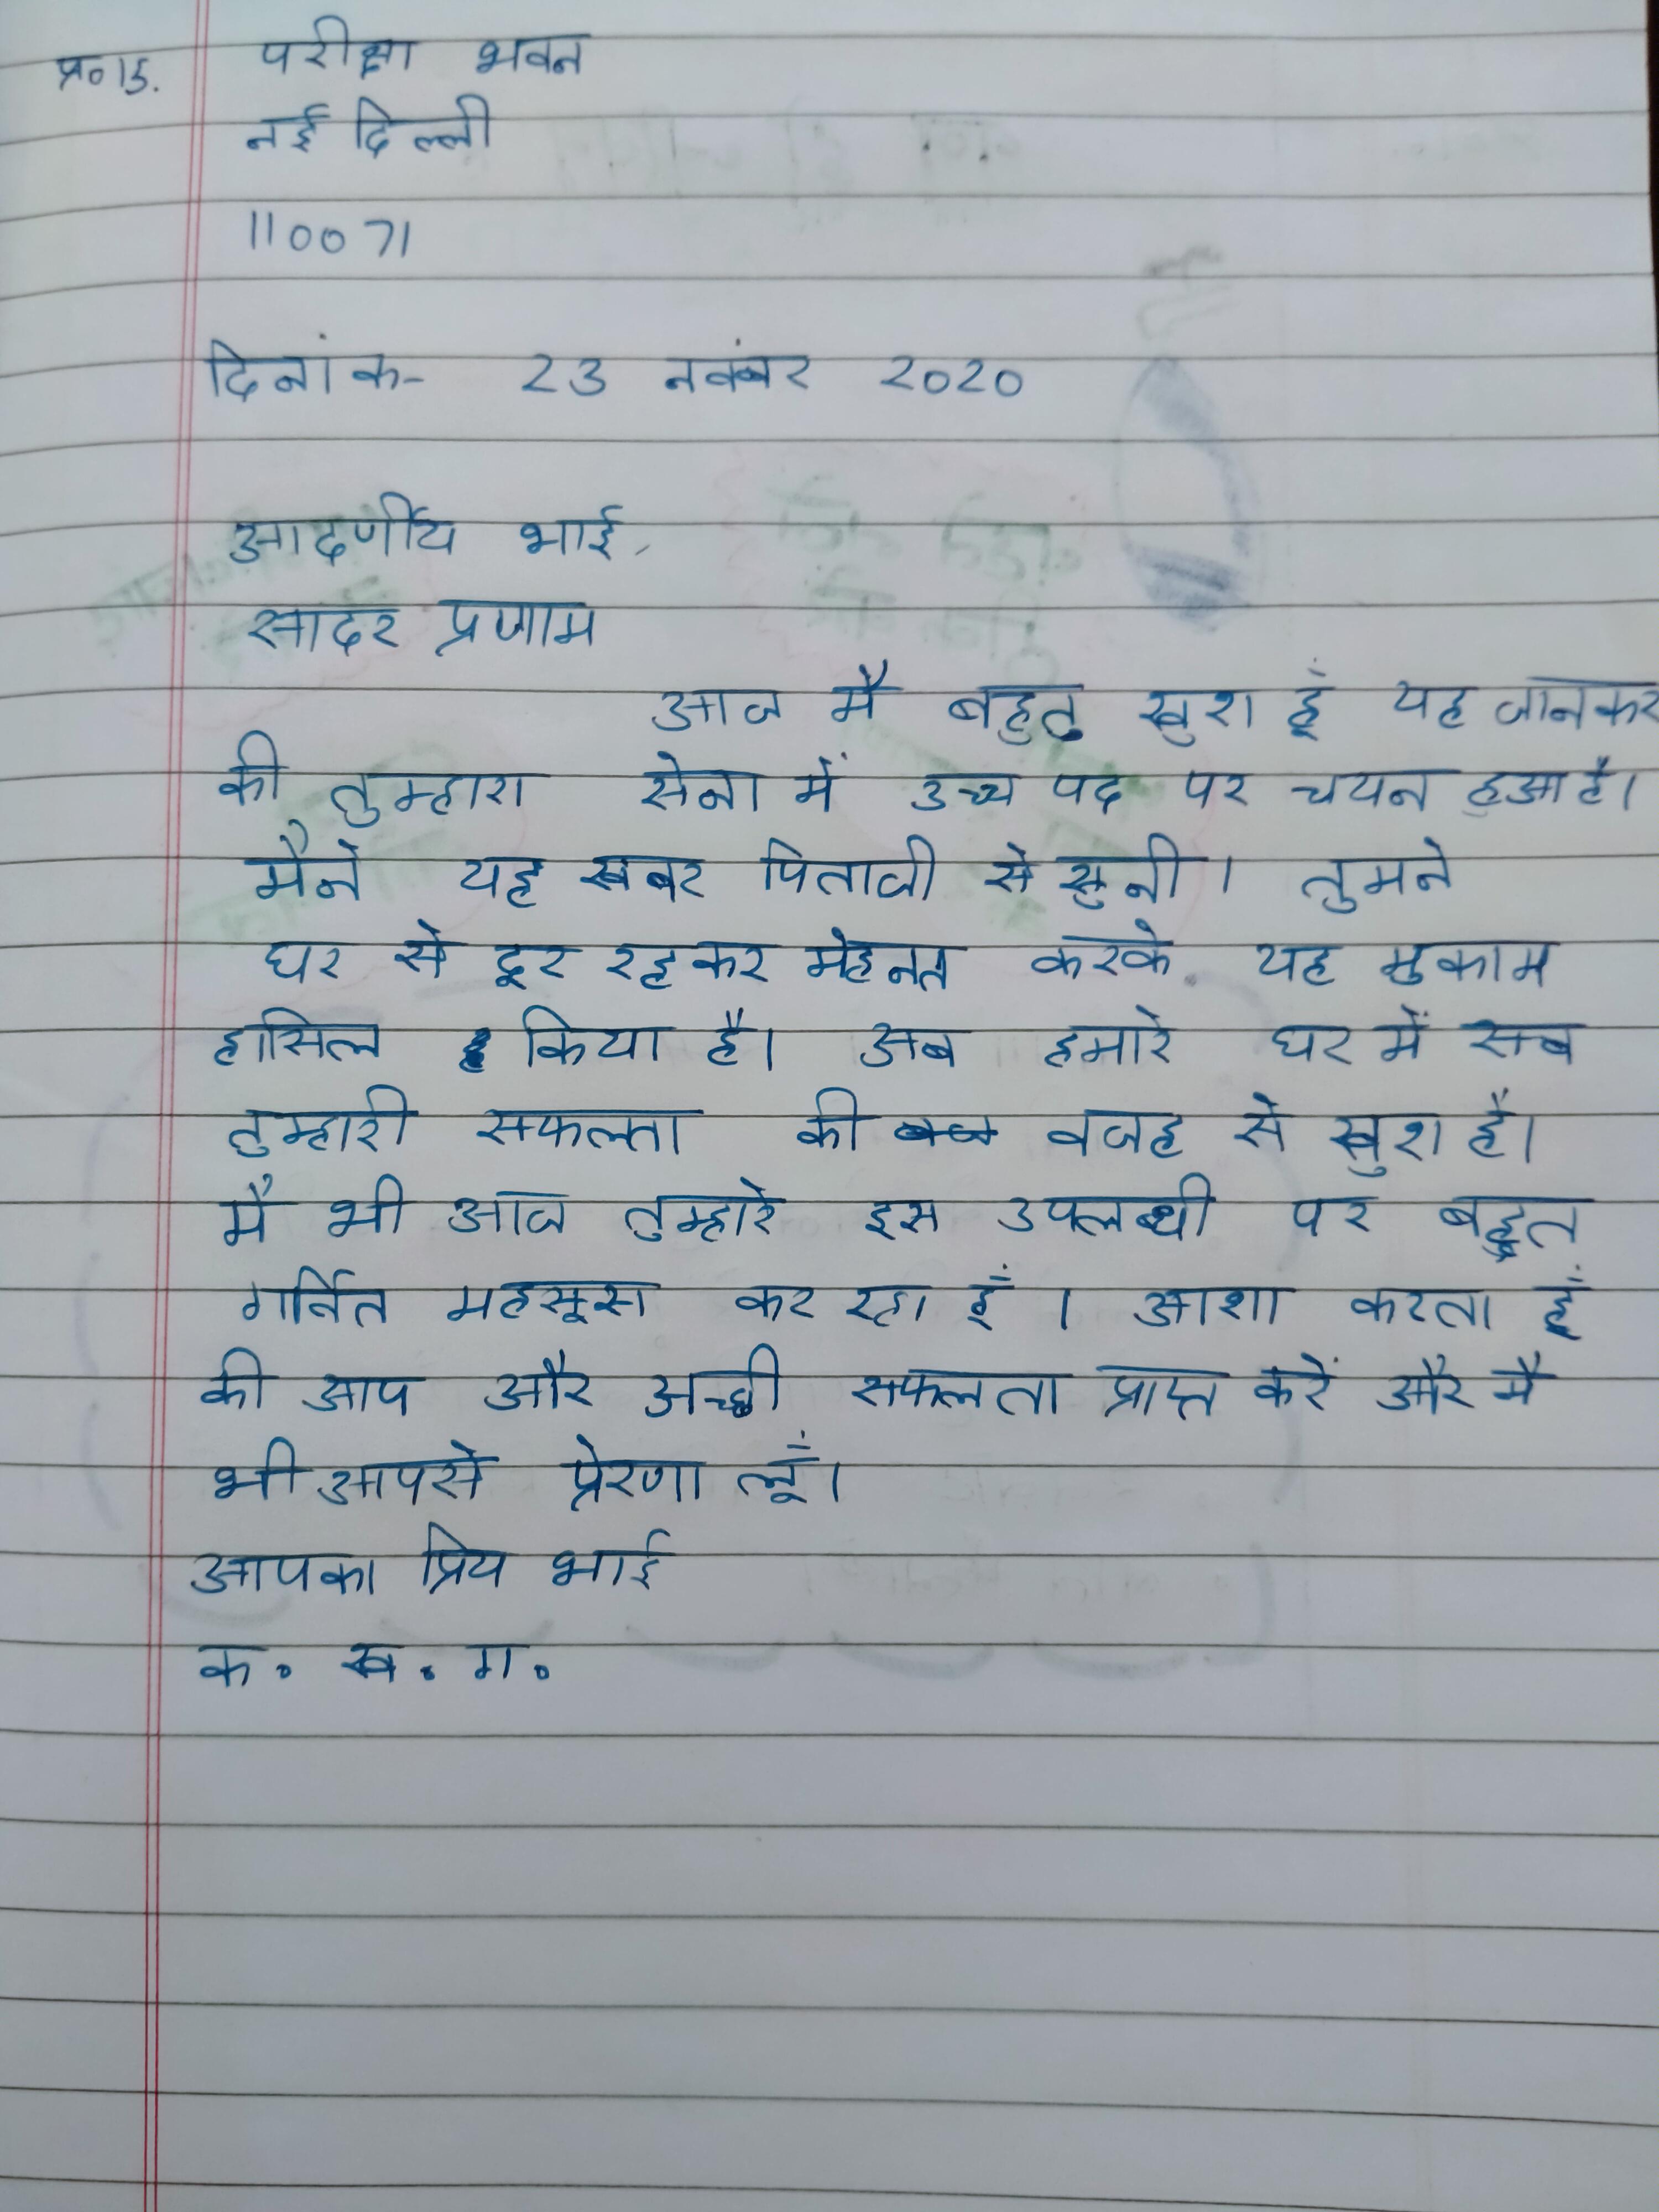 प्र०15. परीक्षा भवन
नई दिल्ली
110071
दिनांक- 23 नवंबर 2020
आदर्णीय भाई,
सादर प्रणाम
आज मै बहुत खुश हूँ यह जानकर
की तुम्हारा सेना में उच्च पद पर चयन हुआ है।
मैने यह खबर पिताजी से सुनी। तुमने
घर से दूर रहकर मेहनत करके यह मुकाम
हासिल किया है। अब हमारे घर में सब
तुम्हारी सफलता की वजह से खुश हैं।
मै भी आज तुम्हारे इस उपलब्धी पर बहुत
गर्वित महसूस कर रहा हूँ। आशा करता हूँ
की आप और अच्छी सफलता प्राप्त करें और मै
भी आपसे प्रेरणा लूँ।
आपका प्रिय भाई
क. ख. ग.